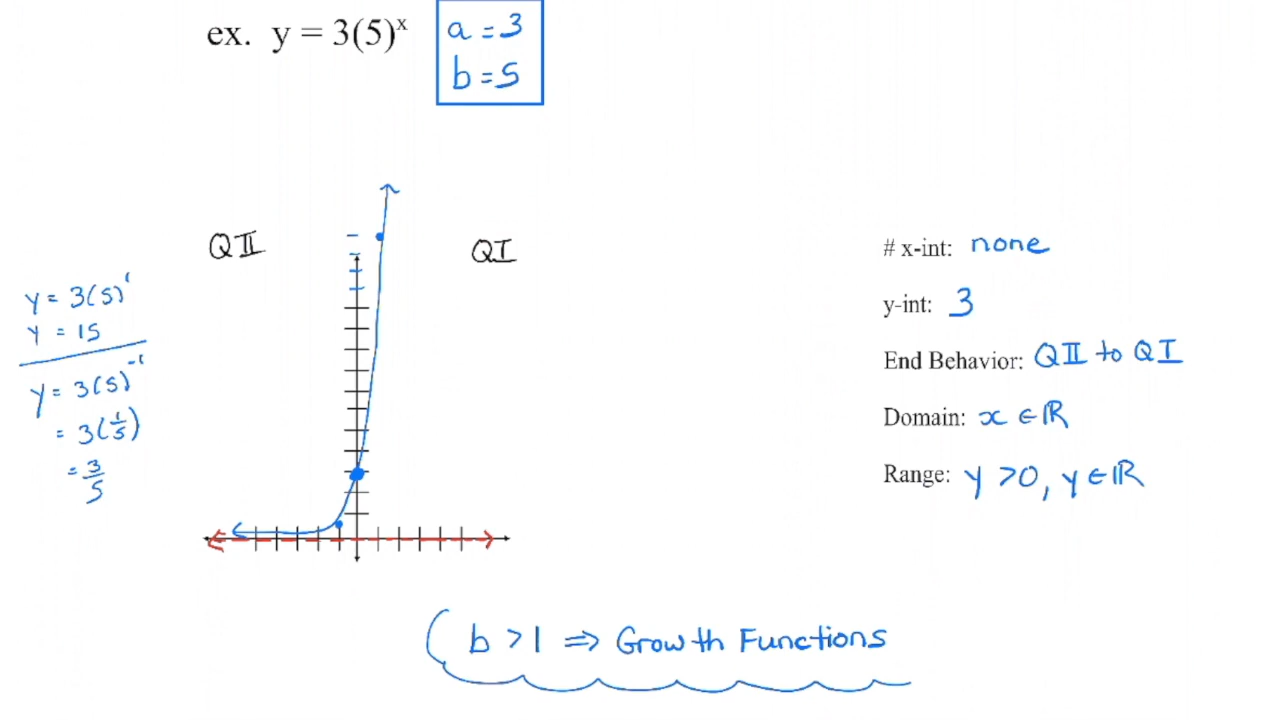 ex. y = 3(5)ˣ
a = 3
b = 5
QII
QI
y = 3(5)¹
y = 15
y = 3(5)⁻¹
= 3(1/5)
= 3/5
# x-int: none
y-int: 3
End Behavior: QII to QI
Domain: x ∈ ℝ
Range: y > 0, y ∈ ℝ
( b > 1 ⇒ Growth Functions